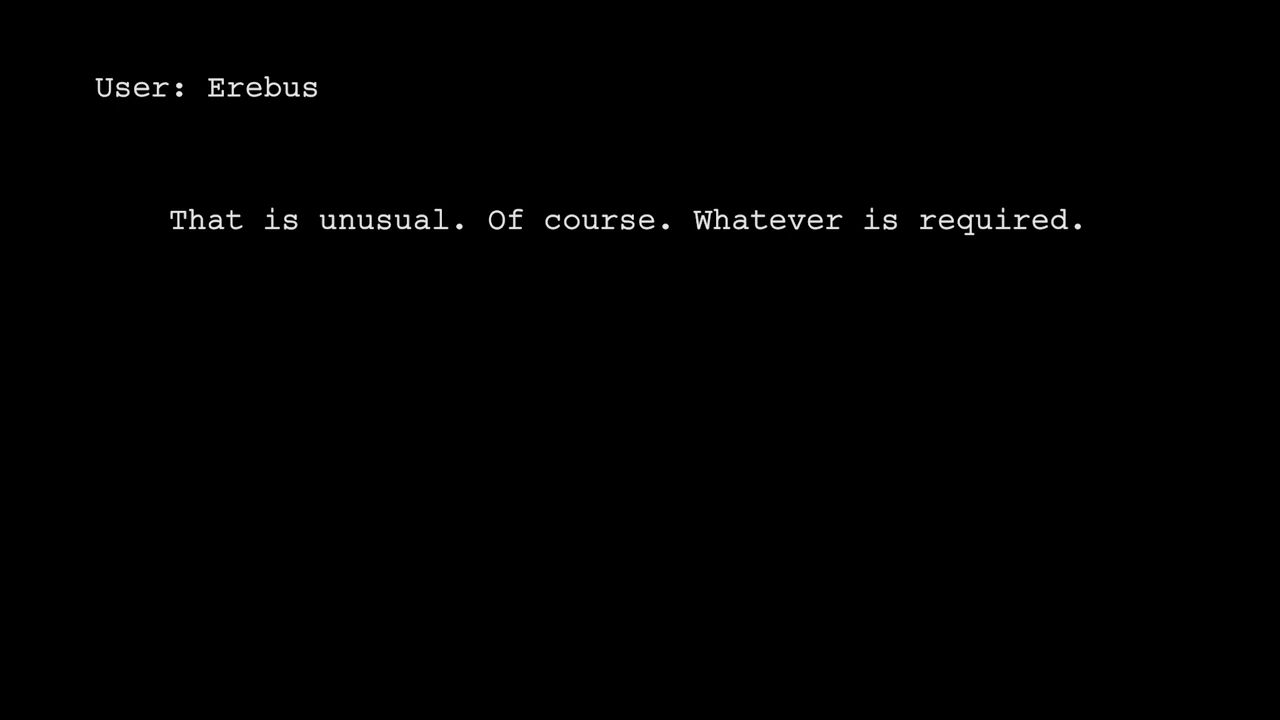 User: Erebus
That is unusual. Of course. Whatever is required.